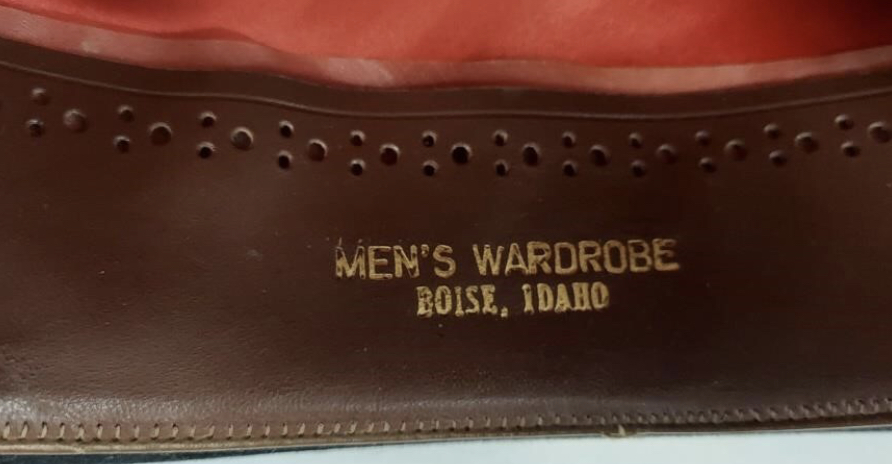 MEN'S WARDROBE
BOISE, IDAHO